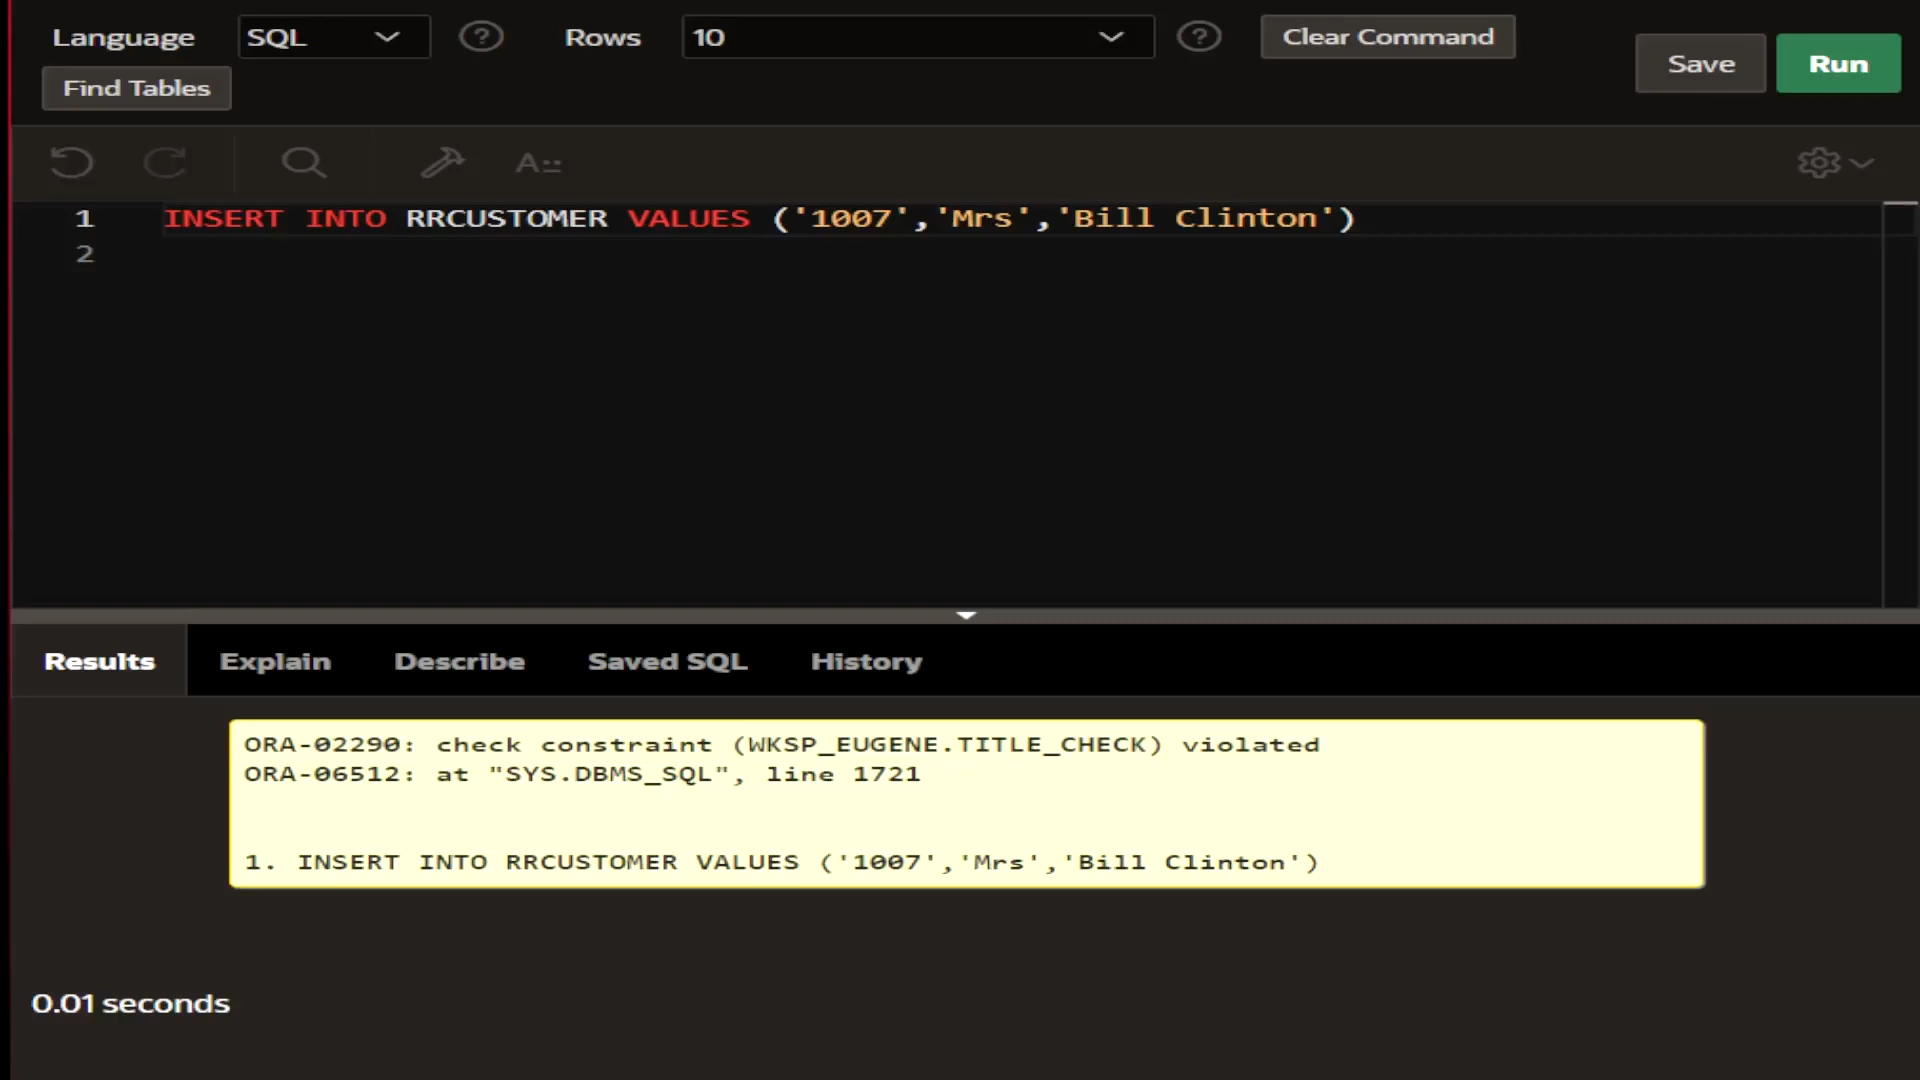 Language SQL Rows 10 Clear Command
Save Run
Find Tables
A
1 INSERT INTO RRCUSTOMER VALUES ('1007','Mrs','Bill Clinton')
2
Results Explain Describe Saved SQL History
ORA-02290: check constraint (WKSP_EUGENE.TITLE_CHECK) violated
ORA-06512: at "SYS.DBMS_SQL", line 1721
1. INSERT INTO RRCUSTOMER VALUES ('1007','Mrs','Bill Clinton')
0.01 seconds